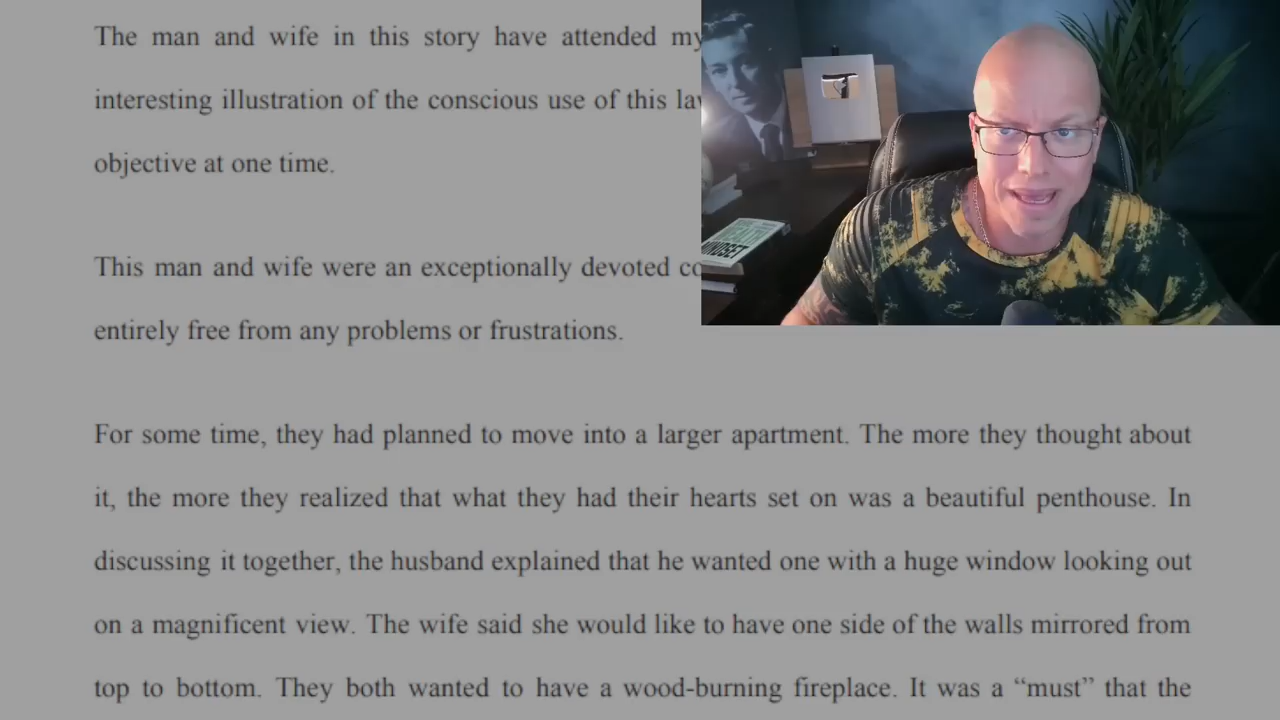 The man and wife in this story have attended my
interesting illustration of the conscious use of this
objective at one time.
This man and wife were an exceptionally devoted
entirely free from any problems or frustrations.
For some time, they had planned to move into a larger apartment. The more they thought about
it, the more they realized that what they had their hearts set on was a beautiful penthouse. In
discussing it together, the husband explained that he wanted one with a huge window looking out
on a magnificent view. The wife said she would like to have one side of the walls mirrored from
top to bottom. They both wanted to have a wood-burning fireplace. It was a “must” that the
MINDSET